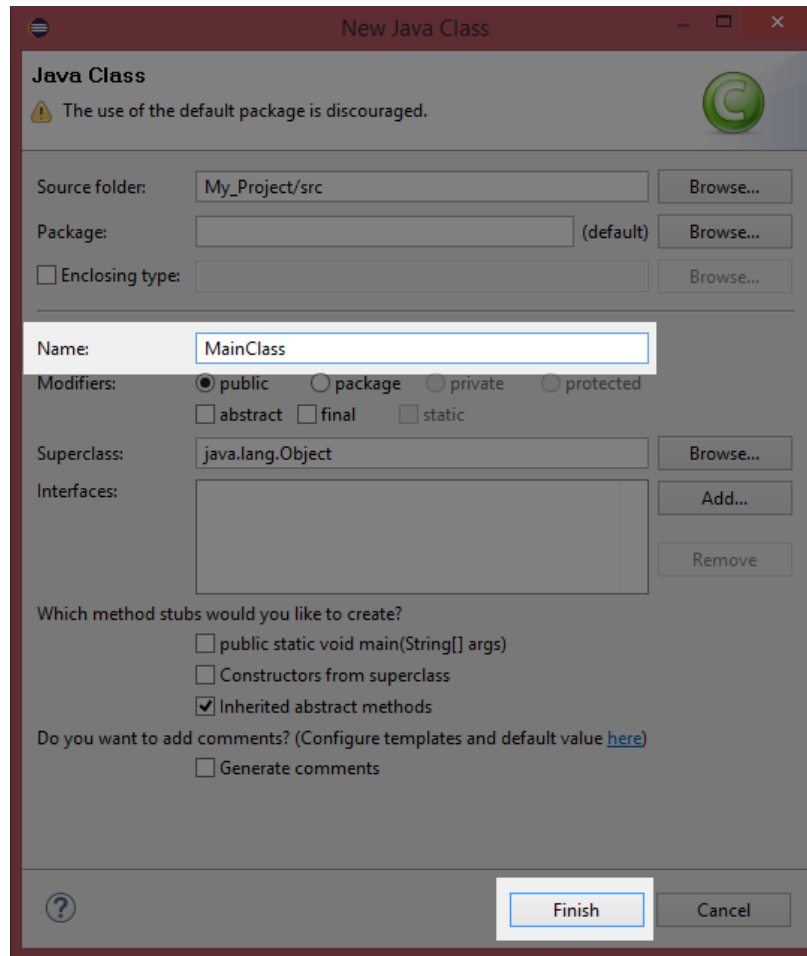 New Java Class
Java Class
The use of the default package is discouraged.
Source folder: My_Project/src Browse...
Package: (default) Browse...
Enclosing type: Browse...
Name: MainClass
Modifiers: public package private protected
abstract final static
Superclass: java.lang.Object Browse...
Interfaces: Add...
Remove
Which method stubs would you like to create?
public static void main(String[] args)
Constructors from superclass
Inherited abstract methods
Do you want to add comments? (Configure templates and default value here)
Generate comments
? Finish Cancel